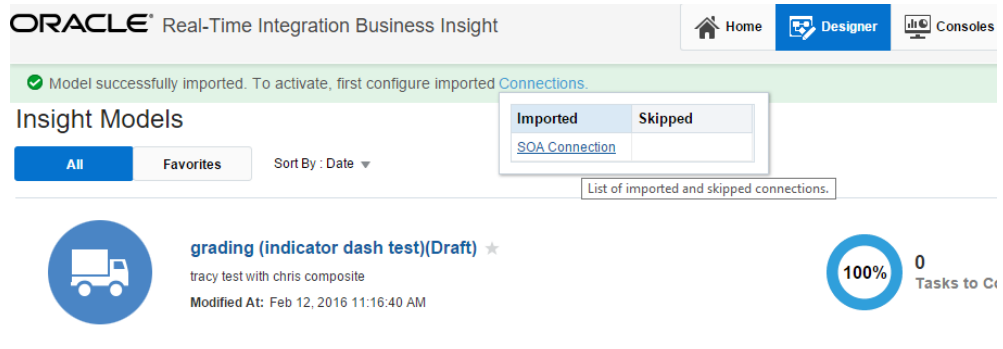 ORACLE® Real-Time Integration Business Insight
Home
Designer
Consoles
Model successfully imported. To activate, first configure imported Connections.
Imported Skipped
SOA Connection
List of imported and skipped connections.
Insight Models
All
Favorites
Sort By : Date
grading (indicator dash test)(Draft)
tracy test with chris composite
Modified At: Feb 12, 2016 11:16:40 AM
100%
0
Tasks to Co